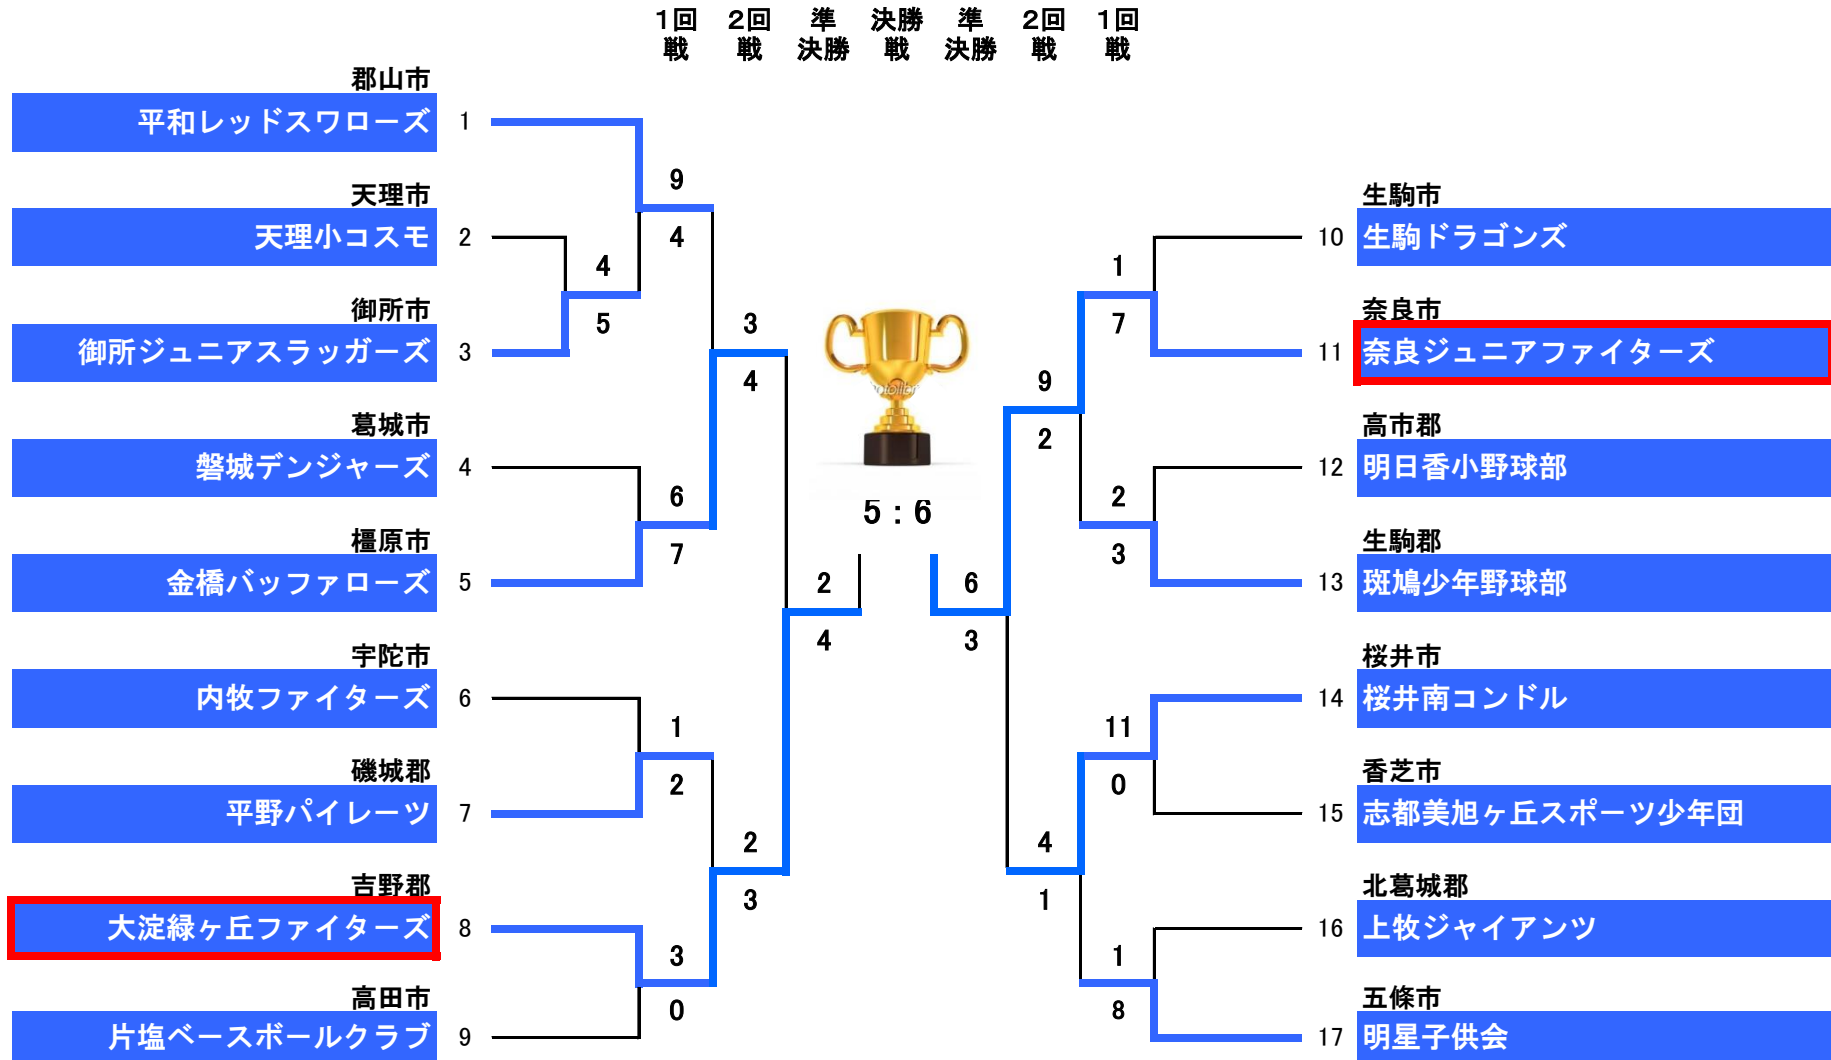 1回戦 2回戦 準決勝 決勝戦 準決勝 2回戦 1回戦
郡山市
平和レッドスワローズ 1
9
天理市
天理小コスモ 2
4
4
御所市
御所ジュニアスラッガーズ 3
5
3
葛城市
磐城デンジャーズ 4
4
6
橿原市
金橋バッファローズ 5
7
2
宇陀市
内牧ファイターズ 6
4
1
磯城郡
平野パイレーツ 7
2
2
吉野郡
大淀緑ヶ丘ファイターズ 8
3
3
高田市
片塩ベースボールクラブ 9
0
5:6
生駒市
10 生駒ドラゴンズ
1
奈良市
11 奈良ジュニアファイターズ
7
9
高市郡
12 明日香小野球部
2
2
生駒郡
13 斑鳩少年野球部
3
6
桜井市
14 桜井南コンドル
3
11
香芝市
15 志都美旭ヶ丘スポーツ少年団
0
4
北葛城郡
16 上牧ジャイアンツ
1
1
五條市
17 明星子供会
8